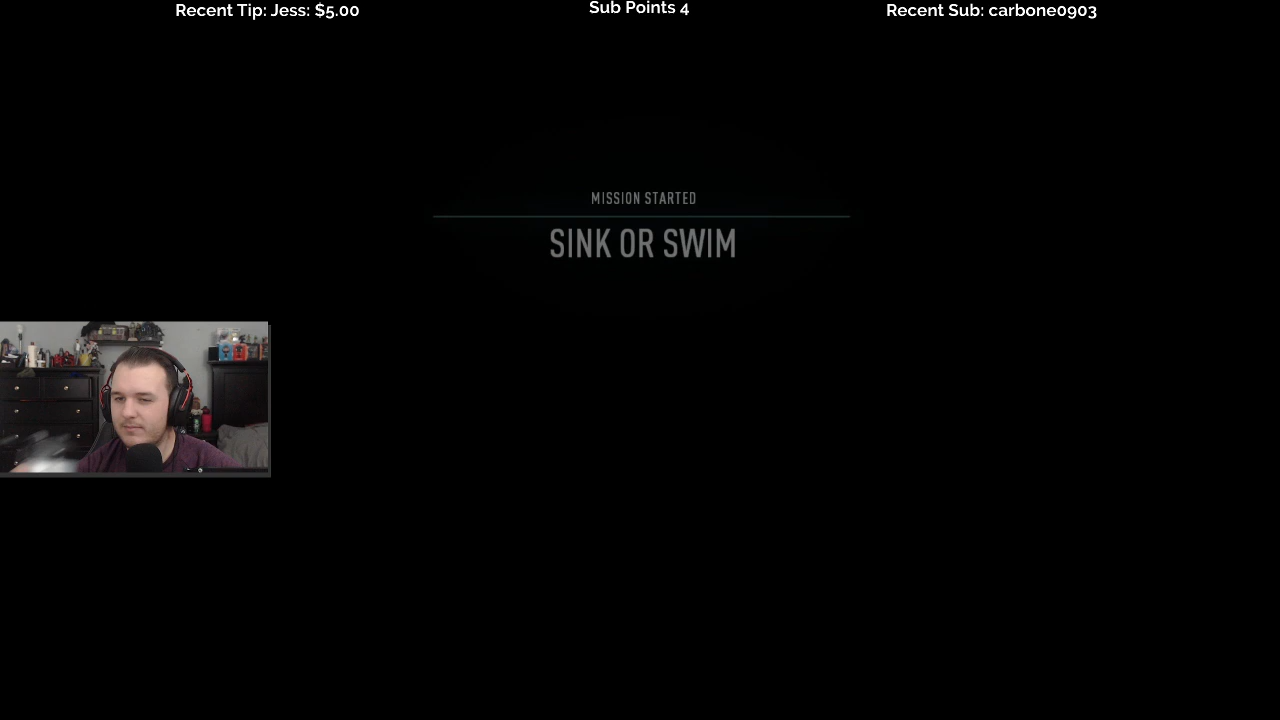 Recent Tip: Jess: $5.00
Sub Points 4
Recent Sub: carbone0903
MISSION STARTED
SINK OR SWIM